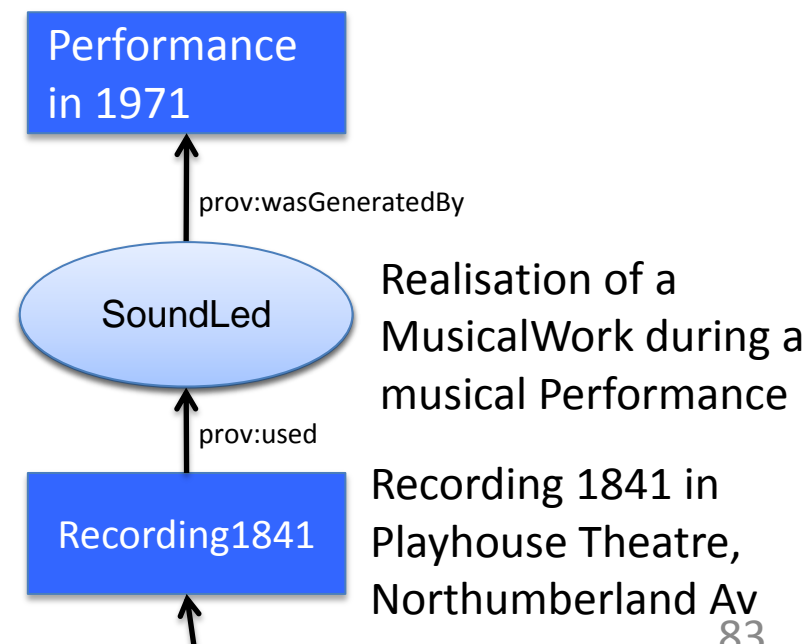 Performance
in 1971
prov:wasGeneratedBy
SoundLed
Realisation of a
MusicalWork during a
musical Performance
prov:used
Recording1841
Recording 1841 in
Playhouse Theatre,
Northumberland Av
83